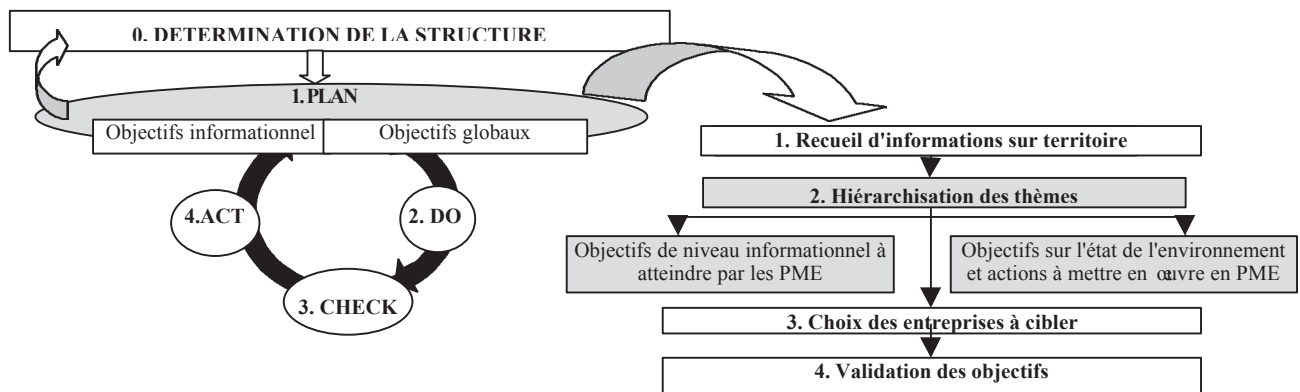 0. DETERMINATION DE LA STRUCTURE
1. PLAN
Objectifs informationnel
Objectifs globaux
4.ACT
2. DO
3. CHECK
1. Recueil d'informations sur territoire
2. Hiérarchisation des thèmes
Objectifs de niveau informationnel à
atteindre par les PME
Objectifs sur l'état de l'environnement
et actions à mettre en œuvre en PME
3. Choix des entreprises à cibler
4. Validation des objectifs